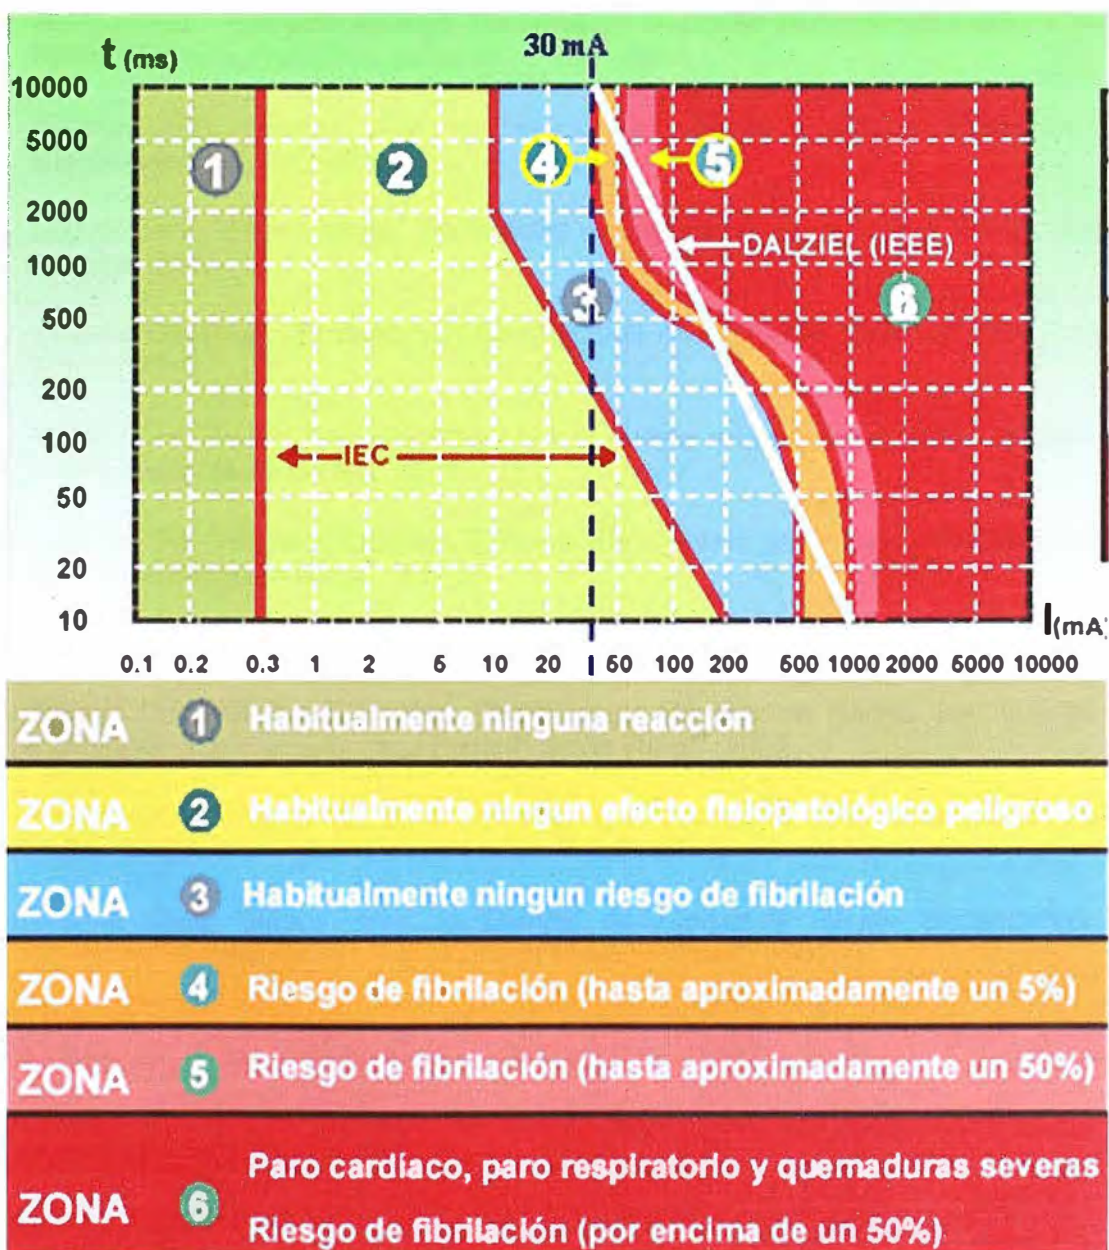 t (ms)
30 mA
10000
5000
2000
1000
500
200
100
50
20
10
1
2
4
5
DALZIEL (IEEE)
3
6
IEC
I(mA)
0.1 0.2 0.3 1 2 6 10 20 50 100 200 500 1000 2000 6000 10000
ZONA 1 Habitualmente ninguna reacción
ZONA 2 Habitualmente ningun efecto fisiopatológico peligroso
ZONA 3 Habitualmente ningun riesgo de fibrilación
ZONA 4 Riesgo de fibrilación (hasta aproximadamente un 5%)
ZONA 5 Riesgo de fibrilación (hasta aproximadamente un 50%)
ZONA 6 Paro cardíaco, paro respiratorio y quemaduras severas
Riesgo de fibrilación (por encima de un 50%)